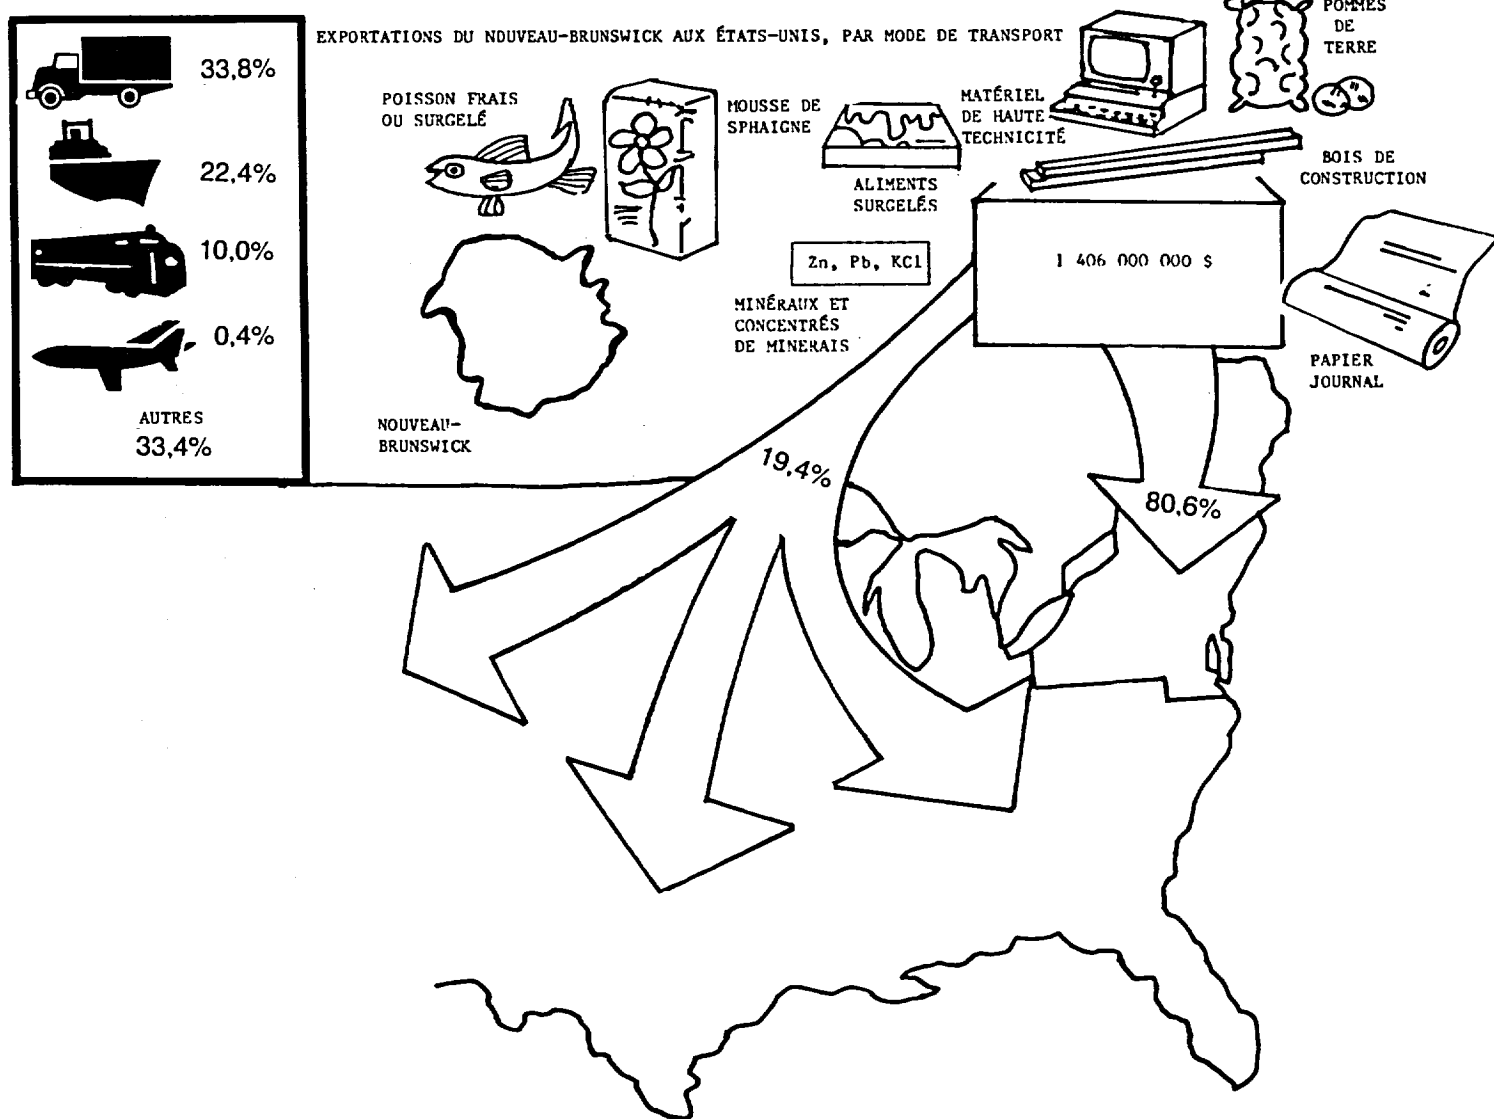 33,8%
22,4%
10,0%
0,4%
AUTRES
33,4%
EXPORTATIONS DU NOUVEAU-BRUNSWICK AUX ÉTATS-UNIS, PAR MODE DE TRANSPORT
POISSON FRAIS
OU SURGELÉ
MOUSSE DE
SPHAIGNE
ALIMENTS
SURGELÉS
MATÉRIEL
DE HAUTE
TECHNICITÉ
POMMES
DE
TERRE
BOIS DE
CONSTRUCTION
Zn, Pb, KCl
MINÉRAUX ET
CONCENTRÉS
DE MINERAIS
1 406 000 000 $
PAPIER
JOURNAL
NOUVEAU-
BRUNSWICK
19,4%
80,6%